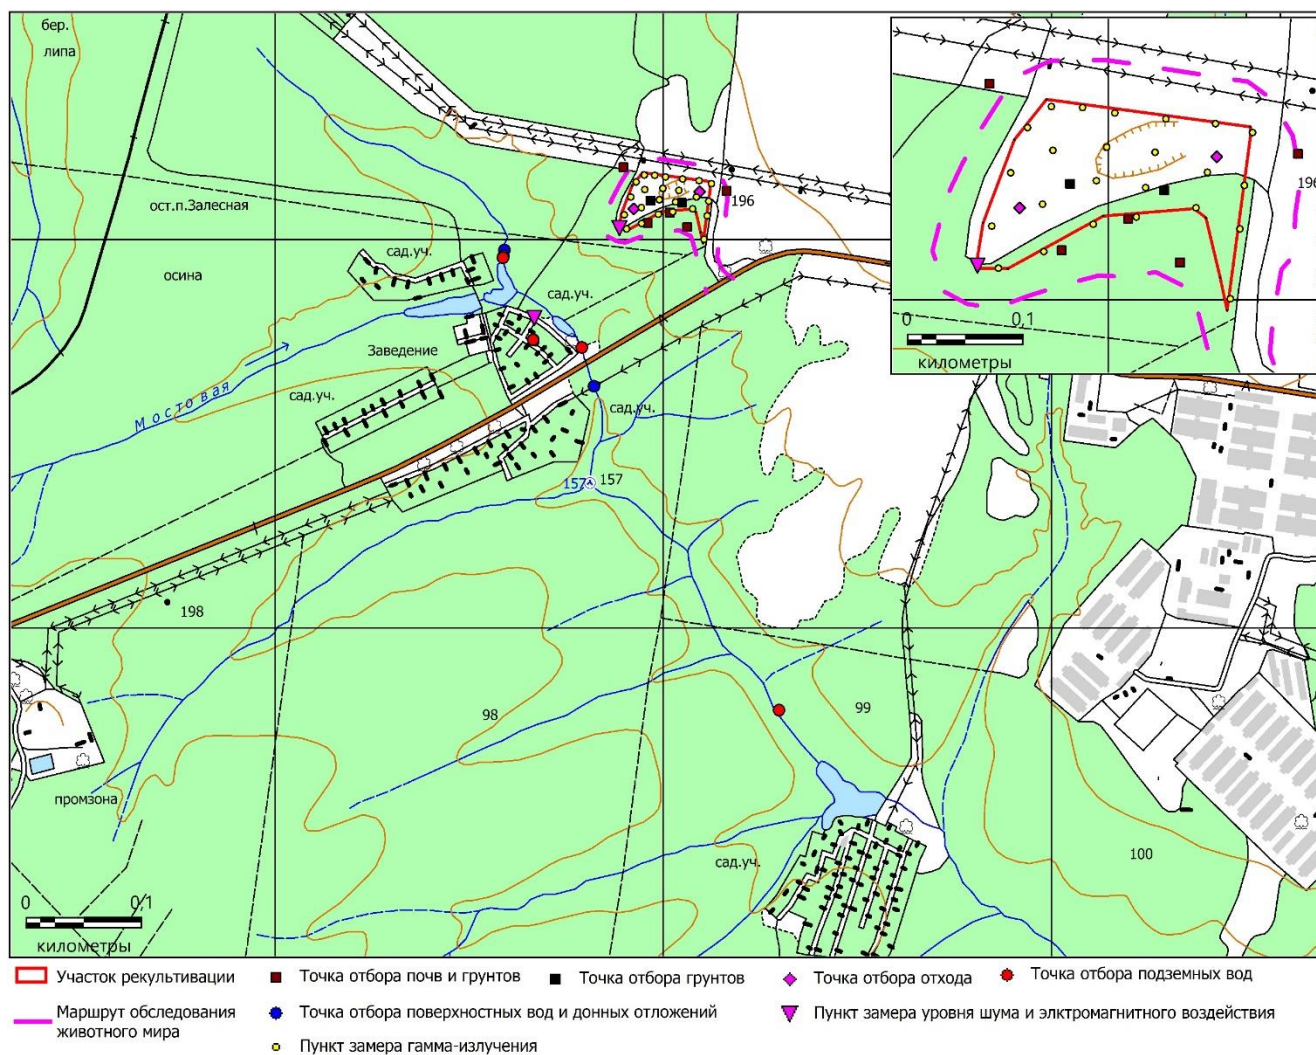 бер.
липа
ост.п.Залесная
осина
сад.уч.
сад.уч.
Заведение
Мостовая
сад.уч.
сад.уч.
157
157
196
198
98
99
100
промзона
сад.уч.
0
0,1
километры
196
0
0,1
километры
Участок рекультивации
Точка отбора почв и грунтов
Точка отбора грунтов
Точка отбора отхода
Точка отбора подземных вод
Маршрут обследования
животного мира
Точка отбора поверхностных вод и донных отложений
Пункт замера уровня шума и элктромагнитного воздействия
Пункт замера гамма-излучения